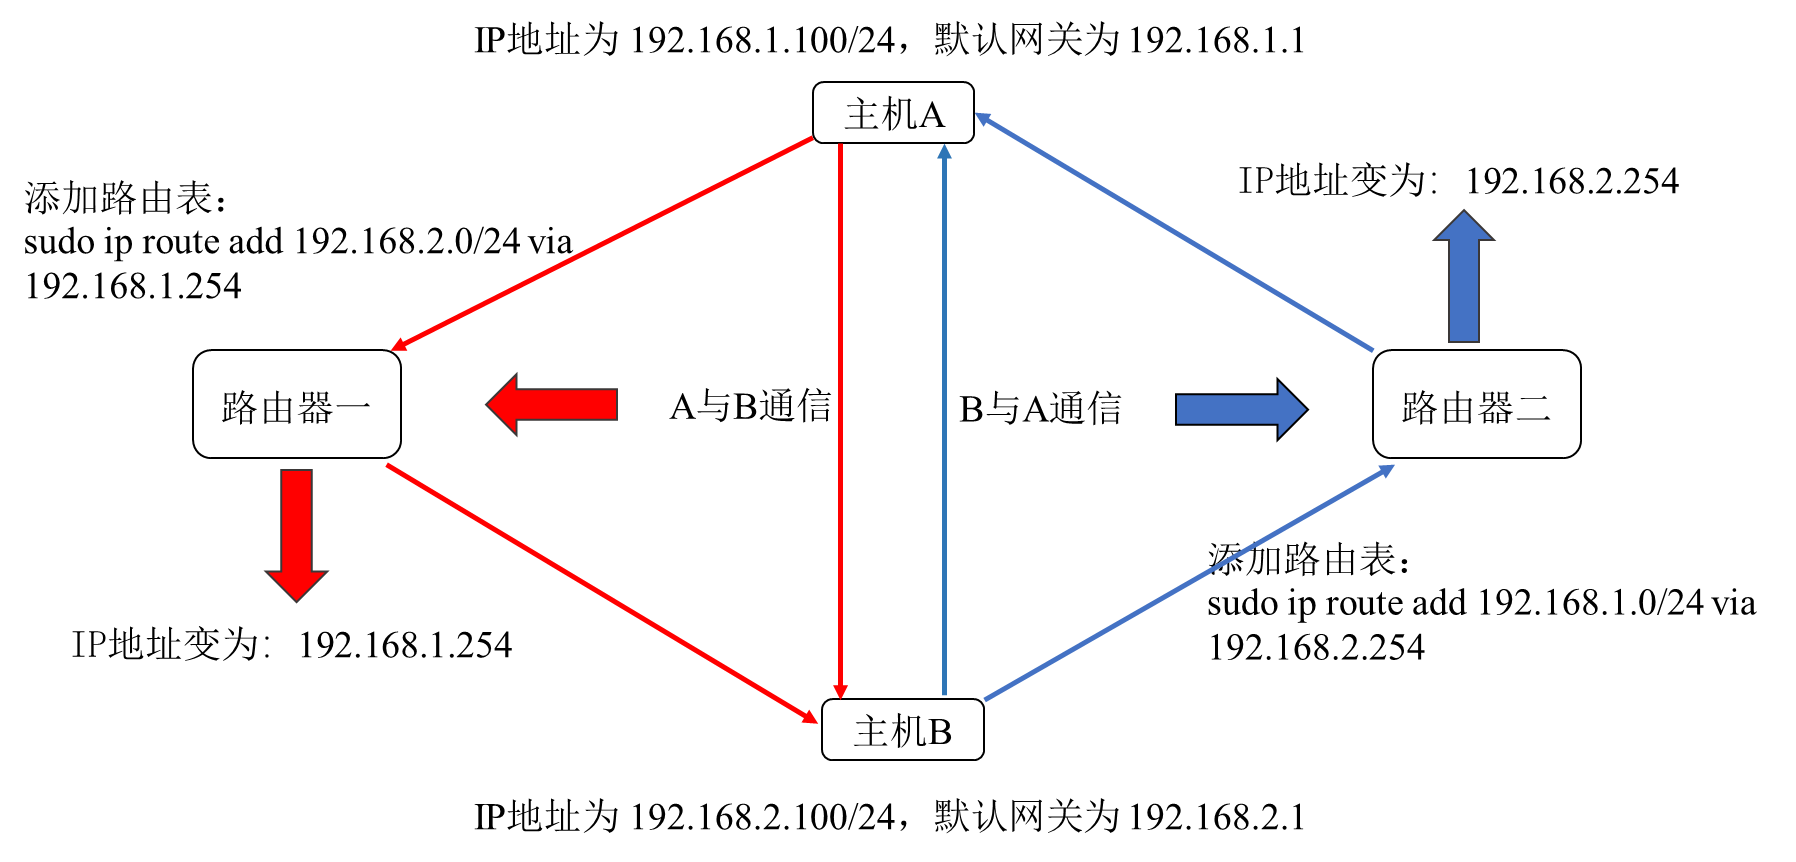 IP地址为 192.168.1.100/24，默认网关为 192.168.1.1
主机A
IP地址变为：192.168.2.254
添加路由表：
sudo ip route add 192.168.2.0/24 via
192.168.1.254
路由器一
A与B通信
B与A通信
路由器二
添加路由表：
sudo ip route add 192.168.1.0/24 via
192.168.2.254
IP地址变为：192.168.1.254
主机B
IP地址为 192.168.2.100/24，默认网关为 192.168.2.1